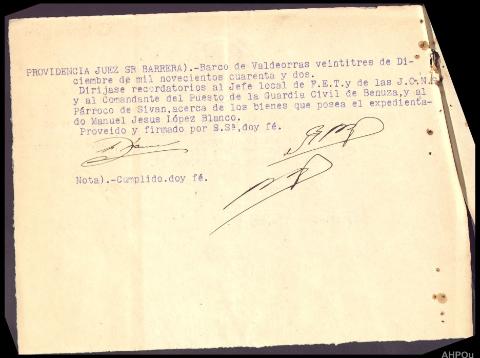 PROVIDENCIA JUEZ SR BARRERA).-Barco de Valdeorras veintitres de Di-
ciembre de mil novecientos cuarenta y dos.
Dirijase recordatorios al Jefe local de F.E.T.y de las J.O.N.S
y al Comandante del Puesto de la Guardia Civil de Benuza,y al
Párroco de Sivan,acerca de los bienes que posea el expedienta-
do Manuel Jesus López Blanco.
Proveido y firmado por S.Sª,doy fé.
Nota).-Cumplido.doy fé.
AHPOu